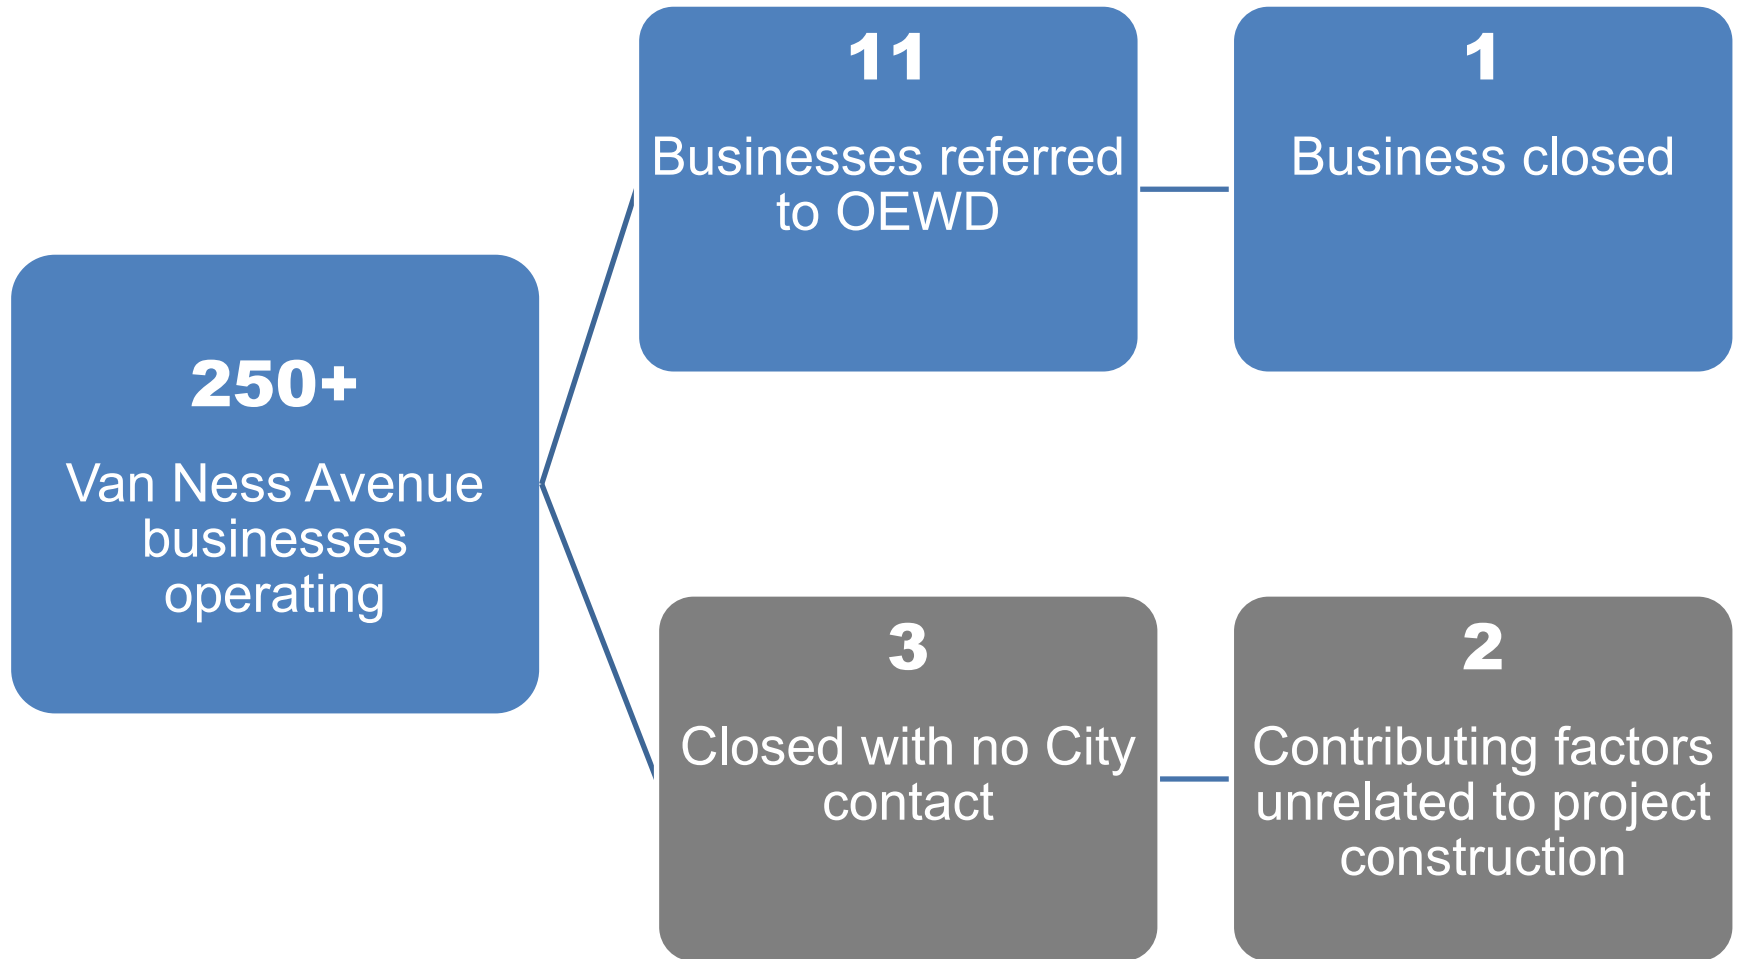 250+
Van Ness Avenue
businesses
operating
11
Businesses referred
to OEWD
1
Business closed
3
Closed with no City
contact
2
Contributing factors
unrelated to project
construction